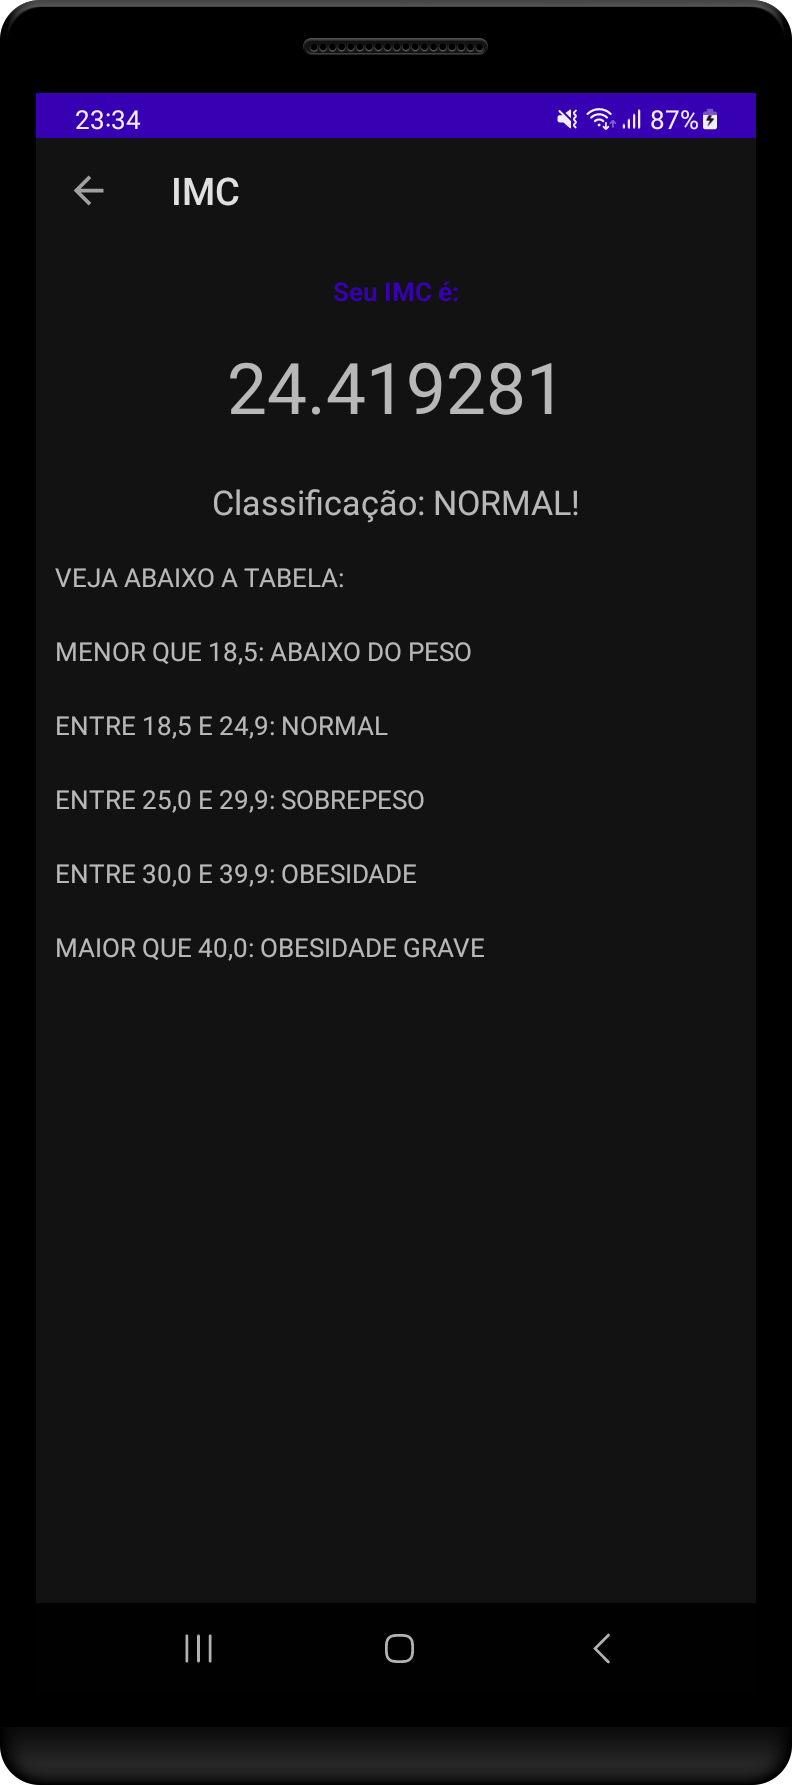 23:34
87%
IMC
Seu IMC é:
24.419281
Classificação: NORMAL!
VEJA ABAIXO A TABELA:
MENOR QUE 18,5: ABAIXO DO PESO
ENTRE 18,5 E 24,9: NORMAL
ENTRE 25,0 E 29,9: SOBREPESO
ENTRE 30,0 E 39,9: OBESIDADE
MAIOR QUE 40,0: OBESIDADE GRAVE